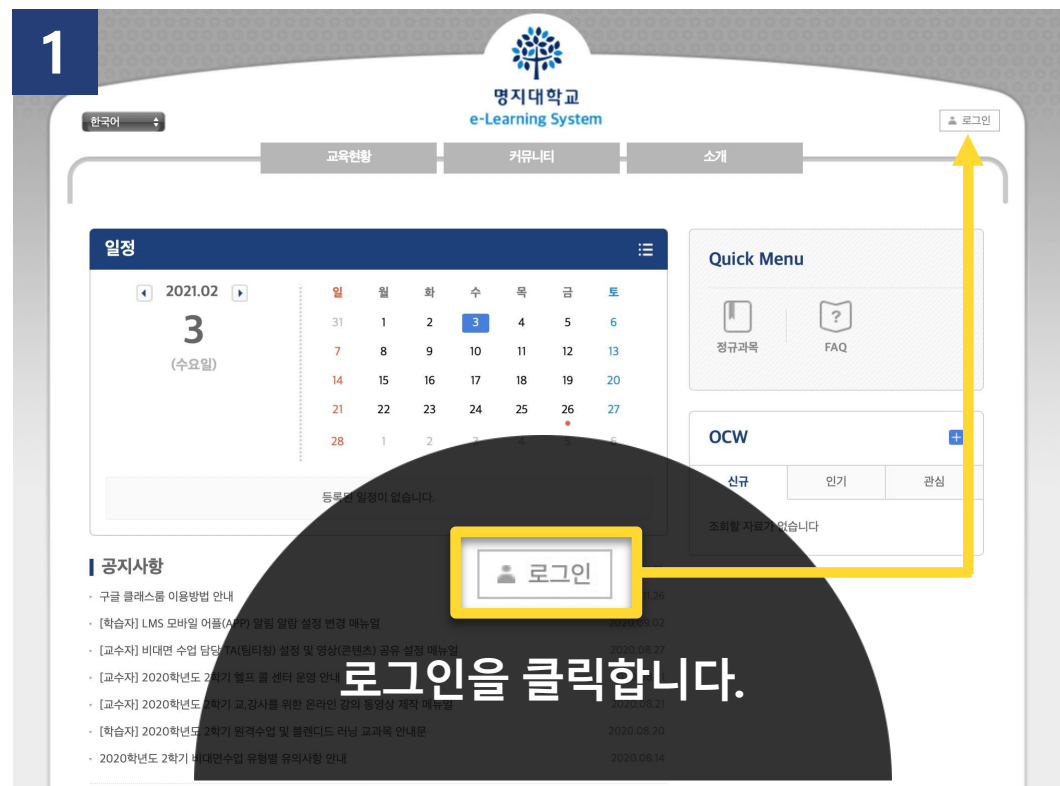 1
명지대학교
e-Learning System
한국어
로그인
교육현황
커뮤니티
소개
일정
2021.02
3
(수요일)
일 월 화 수 목 금 토
31 1 2 3 4 5 6
7 8 9 10 11 12 13
14 15 16 17 18 19 20
21 22 23 24 25 26 27
28 1 2 3 4 5 6
등록된 일정이 없습니다.
Quick Menu
정규과목
FAQ
OCW
신규 인기 관심
조회할 자료가 없습니다
공지사항
구글 클래스룸 이용방법 안내 11.26
[학습자] LMS 모바일 어플(APP) 알림 알람 설정 변경 매뉴얼 2020.09.02
[교수자] 비대면 수업 담당 TA(팀티칭) 설정 및 영상(콘텐츠) 공유 설정 메뉴얼 2020.08.27
[교수자] 2020학년도 2학기 헬프 콜 센터 운영 안내
[교수자] 2020학년도 2학기 교,강사를 위한 온라인 강의 동영상 제작 메뉴얼 2020.08.21
[학습자] 2020학년도 2학기 원격수업 및 블렌디드 러닝 교과목 안내문 2020.08.20
2020학년도 2학기 비대면수업 유형별 유의사항 안내 2020.08.14
로그인
로그인을 클릭합니다.